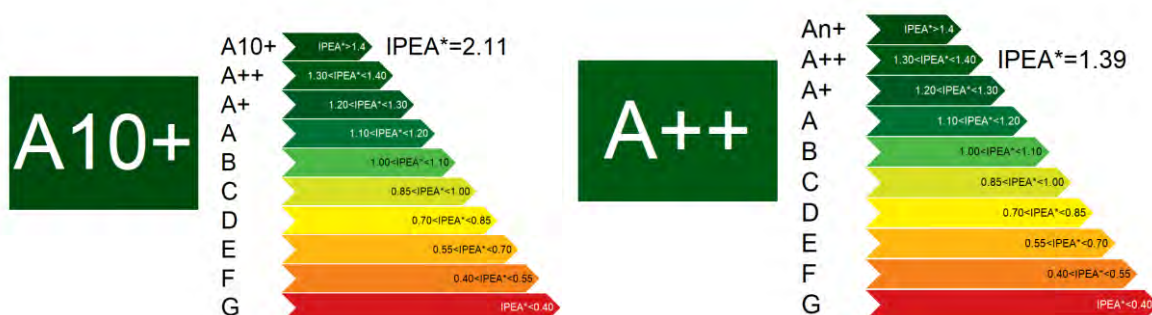 A10+
A10+ IPEA*>1.4 IPEA*=2.11
A++ 1.30<IPEA*<1.40
A+ 1.20<IPEA*<1.30
A 1.10<IPEA*<1.20
B 1.00<IPEA*<1.10
C 0.85<IPEA*<1.00
D 0.70<IPEA*<0.85
E 0.55<IPEA*<0.70
F 0.40<IPEA*<0.55
G IPEA*<0.40
A++
An+ IPEA*>1.4
A++ 1.30<IPEA*<1.40 IPEA*=1.39
A+ 1.20<IPEA*<1.30
A 1.10<IPEA*<1.20
B 1.00<IPEA*<1.10
C 0.85<IPEA*<1.00
D 0.70<IPEA*<0.85
E 0.55<IPEA*<0.70
F 0.40<IPEA*<0.55
G IPEA*<0.40